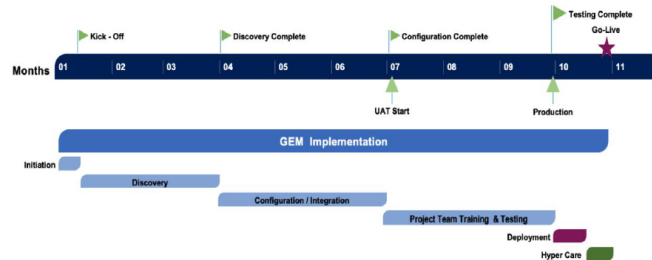 Testing Complete
Kick - Off
Discovery Complete
Configuration Complete
Go-Live
Months 01 02 03 04 05 06 07 08 09 10 11
UAT Start
Production
GEM Implementation
Initiation
Discovery
Configuration / Integration
Project Team Training & Testing
Deployment
Hyper Care